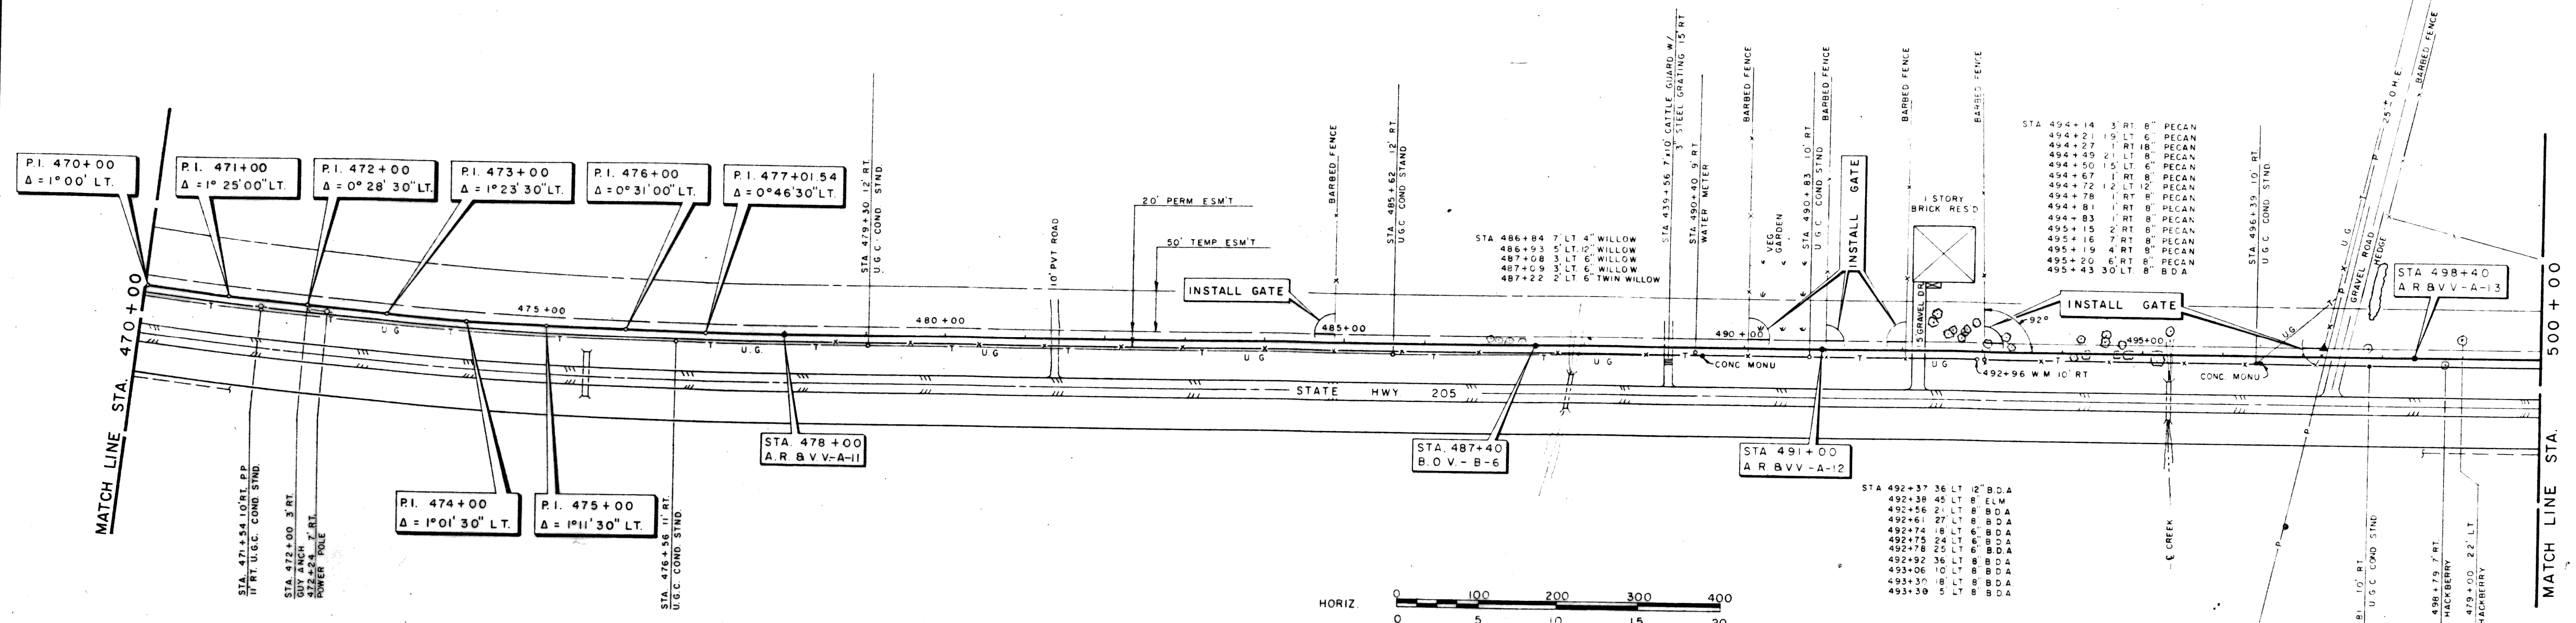 P.I. 470+00
Δ = 1°00' LT.
P.I. 471+00
Δ = 1° 25'00" LT.
P.I. 472+00
Δ = 0° 28' 30" LT.
P.I. 473+00
Δ = 1° 23' 30" LT.
P.I. 476+00
Δ = 0°31'00" LT.
P.I. 477+01.54
Δ = 0°46'30" LT.
P.I. 474+00
Δ = 1°01'30" LT.
P.I. 475+00
Δ = 1°11'30" LT.
MATCH LINE STA. 470+00
STA. 471+54 10' RT. P.P.
11' RT. U.G.C. COND. STND.
STA. 472+00 3' RT.
GUY ANCH
472+24 7' RT.
POWER POLE
STA. 476+56 11' RT.
U.G.C. COND. STND.
475+00
STA. 479+30 12' RT.
U.G.C. COND STND.
STA. 478+00
A.R. & V.V.-A-11
480+00
10' PVT ROAD
20' PERM ESM'T
50' TEMP ESM'T
INSTALL GATE
BARBED FENCE
485+00
STA 485+62 12' RT
U.G.C COND STAND
STA 486+84 7' LT 4" WILLOW
486+93 5' LT. 12" WILLOW
487+08 3' LT 6" WILLOW
487+09 3' LT. 6" WILLOW
487+22 2' LT 6" TWIN WILLOW
STA. 487+40
B.O.V.- B-6
STATE HWY 205
STA 439+56 7'x10' CATTLE GUARD W/
3" STEEL GRATING 15' RT
STA 490+40 9' RT
WATER METER
CONC MONU
490+00
BARBED FENCE
VEG
GARDEN
STA 490+83 10' RT
U.G.C COND STND
BARBED FENCE
INSTALL GATE
STA 491+00
A R & V V -A-12
BARBED FENCE
1 STORY
BRICK RES'D
15' GRAVEL DR
BARBED FENCE
92°
492+96 W M 10' RT
INSTALL GATE
495+00
STA 494+14 3' RT 8" PECAN
494+21 19' LT 6" PECAN
494+27 1' RT 18" PECAN
494+49 21' LT 8" PECAN
494+50 15' LT. 6" PECAN
494+67 1' RT 8" PECAN
494+72 12' LT 12" PECAN
494+78 1' RT 8" PECAN
494+81 1' RT 8" PECAN
494+83 1' RT 8" PECAN
495+15 2' RT 8" PECAN
495+16 7' RT 8" PECAN
495+19 4' RT 8" PECAN
495+20 6' RT 8" PECAN
495+43 30' LT 8" B D A
STA 492+37 36' LT 12" B.D.A
492+38 45' LT 8" ELM
492+56 21' LT 8" B D A
492+61 27' LT 8" B D A
492+74 18' LT 6" B D A
492+75 24' LT 6" B D A
492+78 25' LT 6" B.D.A
492+92 36' LT 8" B D A
493+06 10' LT 8" B D A
493+30 18' LT 8" B D.A
493+30 5' LT 8" B D A
℄ CREEK
STA 496+39 10' RT.
U G C COND STND
CONC. MONU
GRAVEL ROAD
HEDGE
25'± O.H.E.
BARBED FENCE
STA 498+40
A.R. & V V - A-13
81 10' RT
U G C COND STND
498+79 7' RT.
HACKBERRY
479+00 22' LT
HACKBERRY
MATCH LINE STA. 500+00
HORIZ.
0 100 200 300 400
0 5 10 15 20